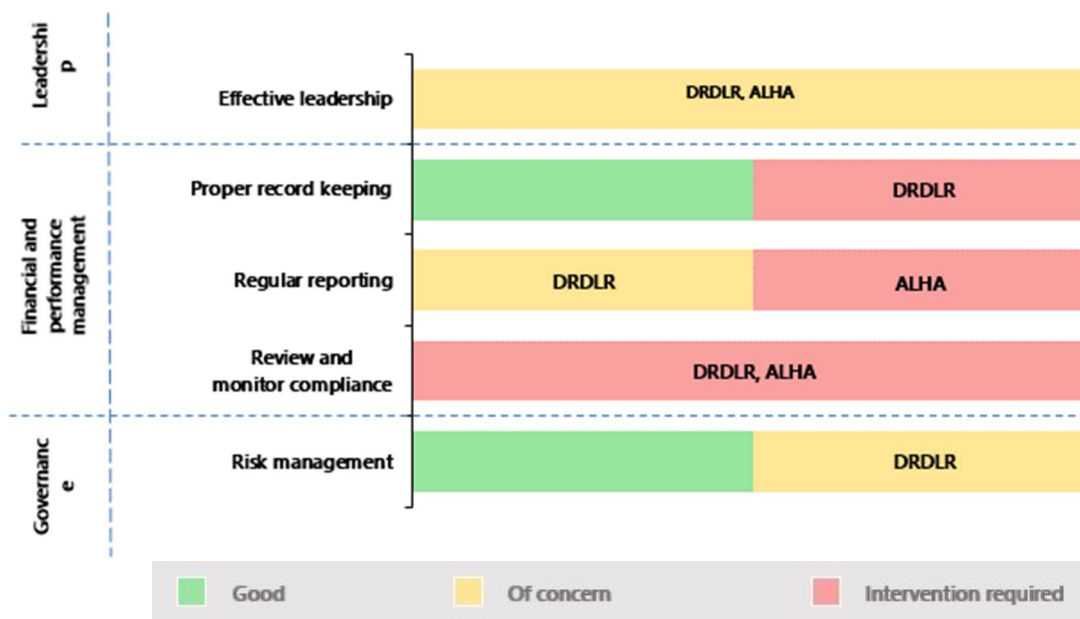 Leadershi
p
Effective leadership
DRDLR, ALHA
Financial and
performance
management
Proper record keeping
DRDLR
Regular reporting
DRDLR
ALHA
Review and
monitor compliance
DRDLR, ALHA
Governanc
e
Risk management
DRDLR
Good
Of concern
Intervention required